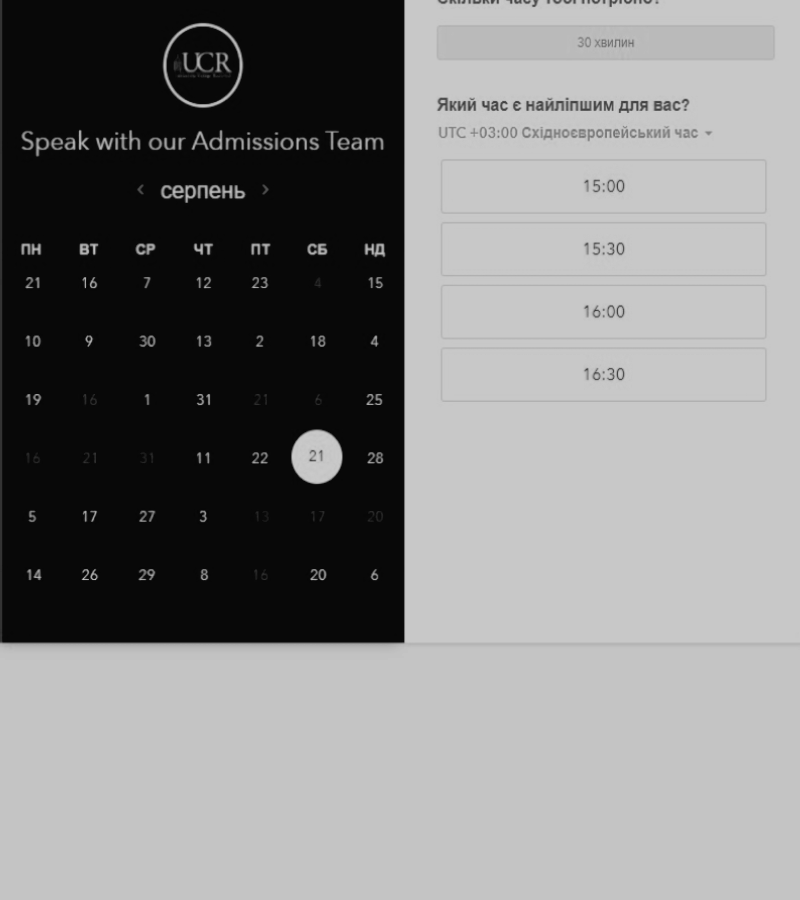 UCR
Speak with our Admissions Team
серпень
ПН ВТ СР ЧТ ПТ СБ НД
21 16 7 12 23 4 15
10 9 30 13 2 18 4
19 16 1 31 21 6 25
16 21 31 11 22 21 28
5 17 27 3 13 17 20
14 26 29 8 16 20 6
30 хвилин
Який час є найліпшим для вас?
UTC +03:00 Східноєвропейський час
15:00
15:30
16:00
16:30